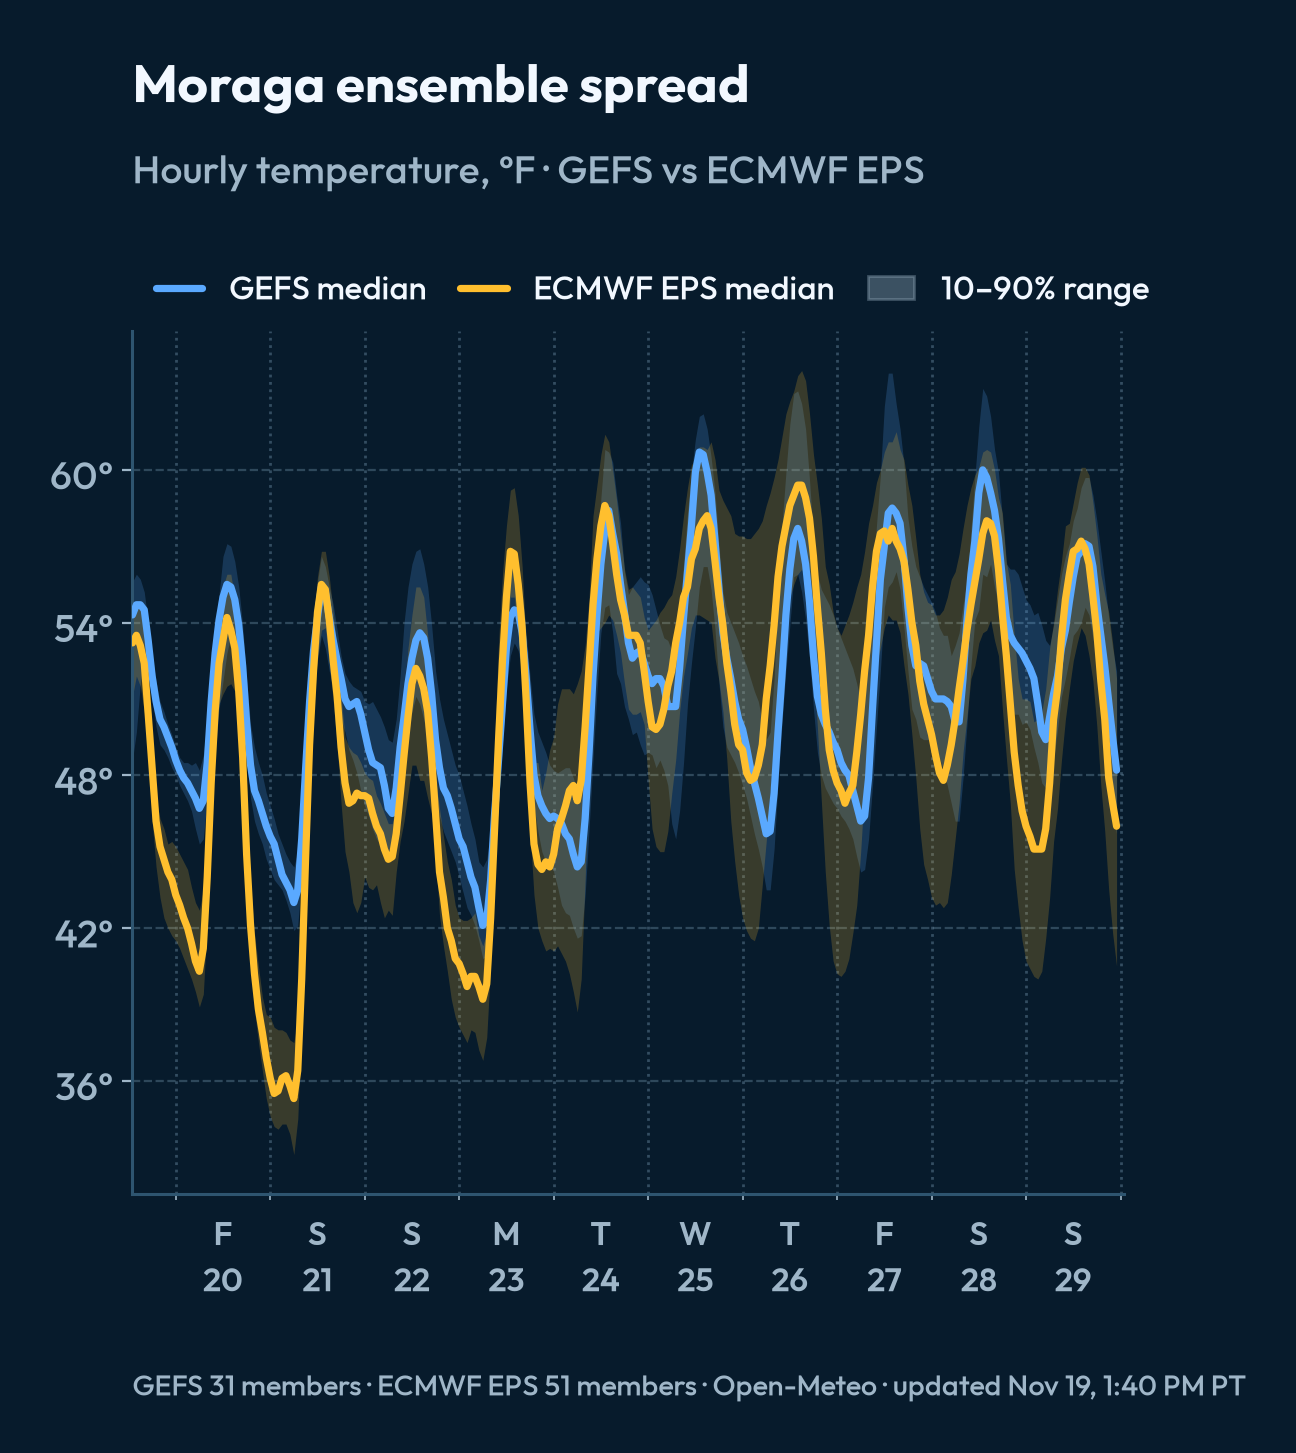 Moraga ensemble spread
Hourly temperature, °F · GEFS vs ECMWF EPS
GEFS median ECMWF EPS median 10–90% range
60°
54°
48°
42°
36°
F S S M T W T F S S
20 21 22 23 24 25 26 27 28 29
GEFS 31 members · ECMWF EPS 51 members · Open-Meteo · updated Nov 19, 1:40 PM PT